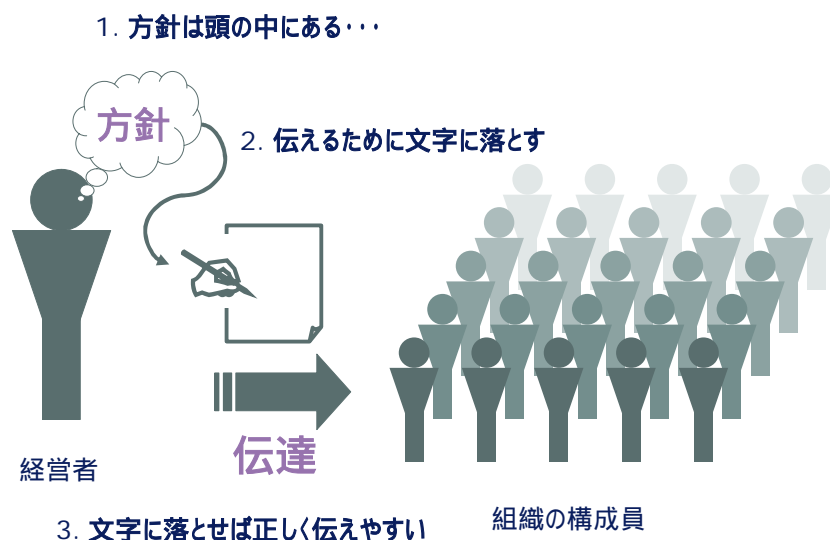 1. 方針は頭の中にある･･･
方針
2. 伝えるために文字に落とす
伝達
経営者
組織の構成員
3. 文字に落とせば正しく伝えやすい